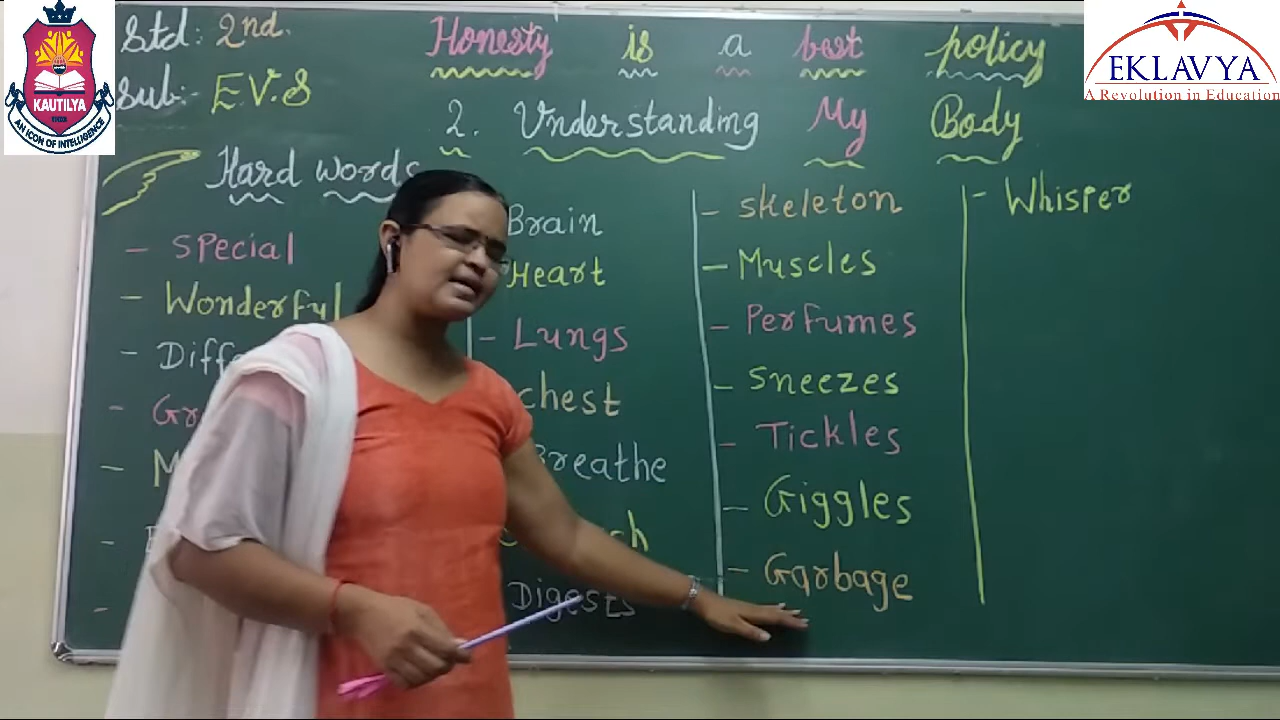 Std: 2nd.
Sub:- E.V.S
Honesty is a best policy
2. Understanding My Body
Hard words
- Special
- Wonderful
Brain
Heart
- Lungs
chest
Breathe
Digests
- skeleton
- Muscles
- Perfumes
- Sneezes
- Tickles
- Giggles
- Garbage
- Whisper
KAUTILYA
AN ICON OF INTELLIGENCE
EKLAVYA
A Revolution in Education